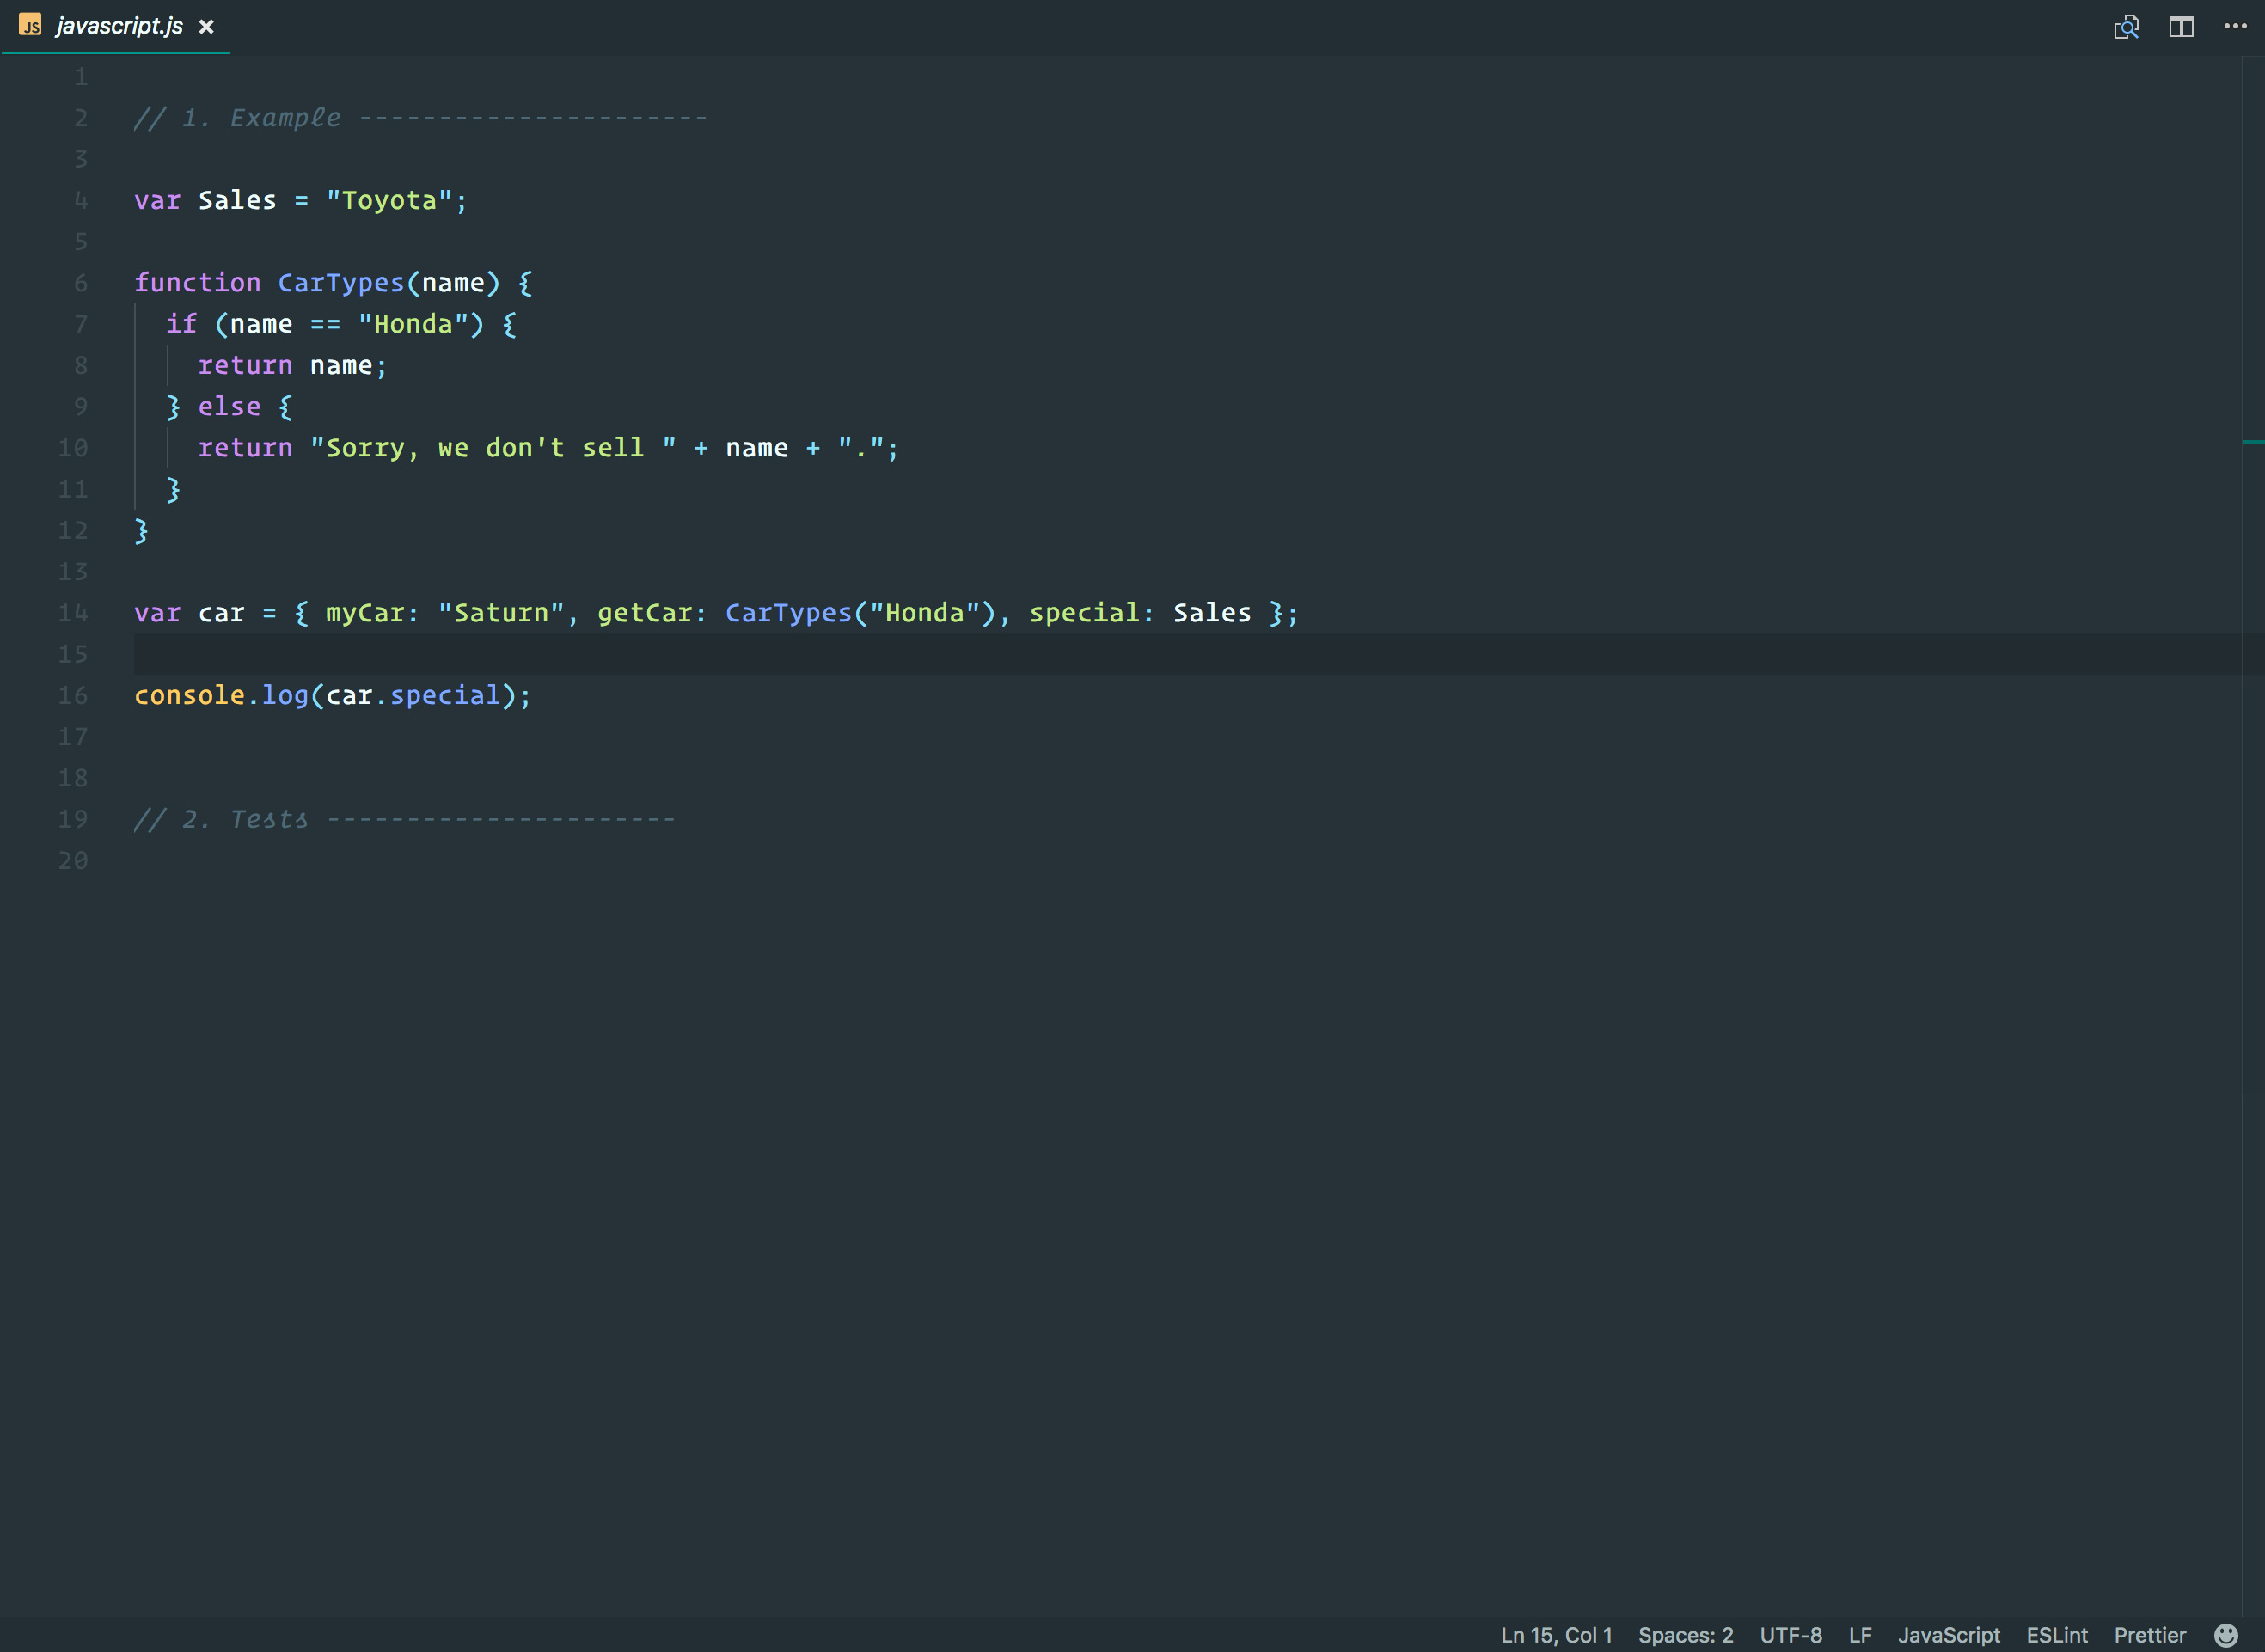 JS javascript.js ×
1
2 // 1. Example ----------------------
3
4 var Sales = "Toyota";
5
6 function CarTypes(name) {
7   if (name == "Honda") {
8     return name;
9   } else {
10     return "Sorry, we don't sell " + name + ".";
11   }
12 }
13
14 var car = { myCar: "Saturn", getCar: CarTypes("Honda"), special: Sales };
15
16 console.log(car.special);
17
18
19 // 2. Tests ----------------------
20
Ln 15, Col 1 Spaces: 2 UTF-8 LF JavaScript ESLint Prettier